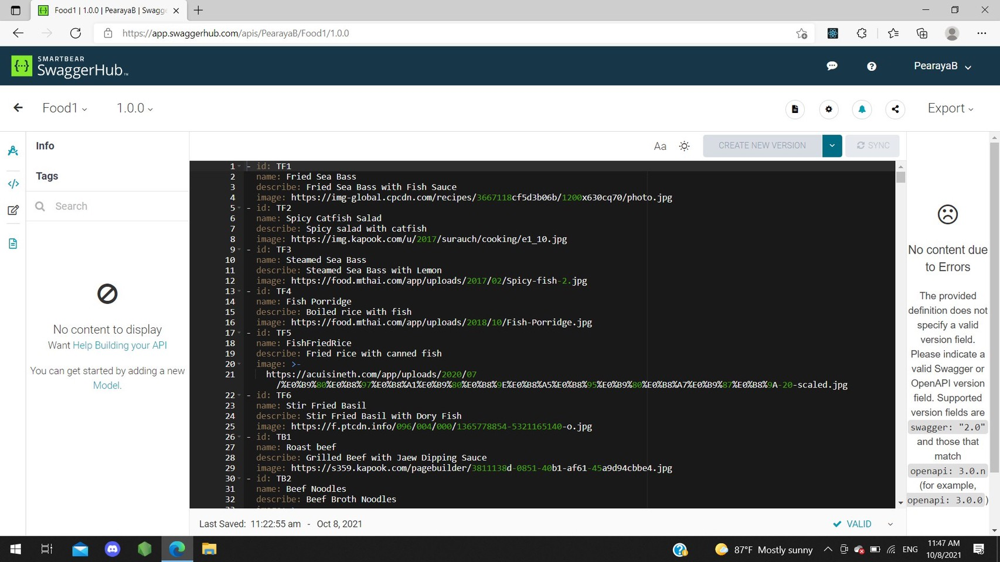 Food1 | 1.0.0 | PearayaB | Swagg
https://app.swaggerhub.com/apis/PearayaB/Food1/1.0.0
SMARTBEAR
SwaggerHub™
PearayaB
Food1
1.0.0
Export
Info
Tags
Search
No content to display
Want Help Building your API
You can get started by adding a new
Model.
Aa
CREATE NEW VERSION
SYNC
1 - id: TF1
2 name: Fried Sea Bass
3 describe: Fried Sea Bass with Fish Sauce
4 image: https://img-global.cpcdn.com/recipes/3667118cf5d3b06b/1200x630cq70/photo.jpg
5 - id: TF2
6 name: Spicy Catfish Salad
7 describe: Spicy salad with catfish
8 image: https://img.kapook.com/u/2017/surauch/cooking/e1_10.jpg
9 - id: TF3
10 name: Steamed Sea Bass
11 describe: Steamed Sea Bass with Lemon
12 image: https://food.mthai.com/app/uploads/2017/02/Spicy-fish-2.jpg
13 - id: TF4
14 name: Fish Porridge
15 describe: Boiled rice with fish
16 image: https://food.mthai.com/app/uploads/2018/10/Fish-Porridge.jpg
17 - id: TF5
18 name: FishFriedRice
19 describe: Fried rice with canned fish
20 image: >-
21 https://acuisineth.com/app/uploads/2020/07
/%E0%B9%80%E0%B8%97%E0%B8%A1%E0%B9%80%E0%B8%9E%E0%B8%A5%E0%B8%95%E0%B9%80%E0%B8%A7%E0%B9%87%E0%B8%9A-20-scaled.jpg
22 - id: TF6
23 name: Stir Fried Basil
24 describe: Stir Fried Basil with Dory Fish
25 image: https://f.ptcdn.info/096/004/000/1365778854-5321165140-o.jpg
26 - id: TB1
27 name: Roast beef
28 describe: Grilled Beef with Jaew Dipping Sauce
29 image: https://s359.kapook.com/pagebuilder/3811138d-0851-40b1-af61-45a9d94cbbe4.jpg
30 - id: TB2
31 name: Beef Noodles
32 describe: Beef Broth Noodles
No content due
to Errors
The provided
definition does not
specify a valid
version field.
Please indicate a
valid Swagger or
OpenAPI version
field. Supported
version fields are
swagger: "2.0"
and those that
match
openapi: 3.0.n
(for example,
openapi: 3.0.0)
Last Saved: 11:22:55 am - Oct 8, 2021
VALID
87°F Mostly sunny
ENG
11:47 AM
10/8/2021